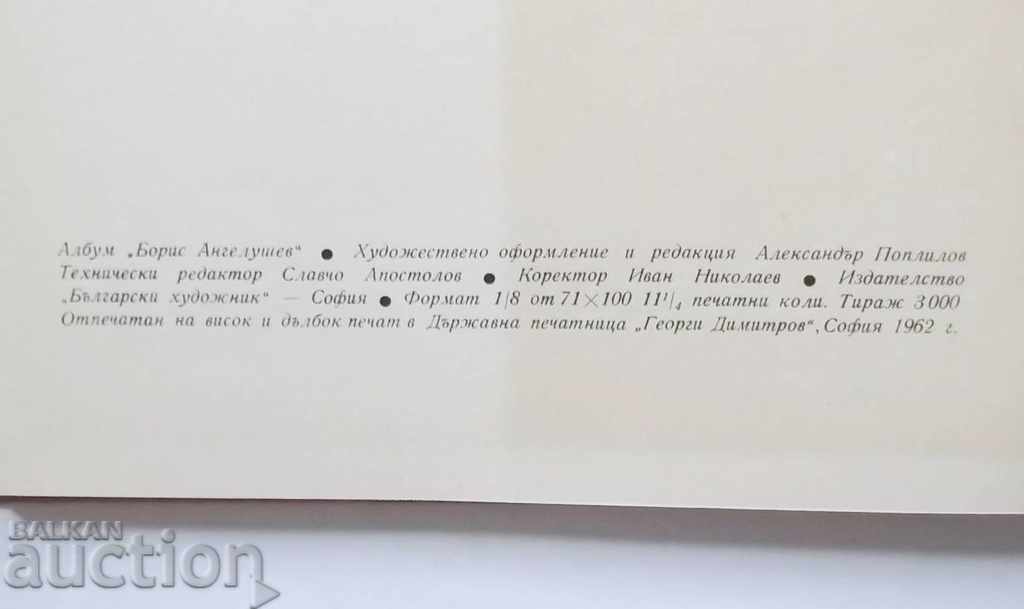 Албум „Борис Ангелушев“ ● Художествено оформление и редакция Александър Поплилов
Технически редактор Славчо Апостолов ● Коректор Иван Николаев ● Издателство
„Български художник“ — София ● Формат 1/8 от 71×100 11¹/₄ печатни коли. Тираж 3000
Отпечатан на висок и дълбок печат в Държавна печатница „Георги Димитров“, София 1962 г.
BALKAN
auction